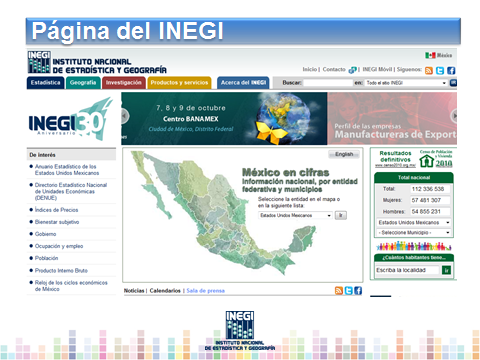 Página del INEGI
INEGI
INSTITUTO NACIONAL
DE ESTADÍSTICA Y GEOGRAFÍA
México
Inicio | Contacto | INEGI Móvil | Síguenos:
Estadística Geografía Investigación Productos y servicios Acerca del INEGI Buscar: en: Todo el sitio INEGI
INEGI 30
Aniversario
7, 8 y 9 de octubre
Centro BANAMEX
Ciudad de México, Distrito Federal
Perfil de las empresas
Manufactureras de Export
De interés
Anuario Estadístico de los
Estados Unidos Mexicanos
Directorio Estadístico Nacional
de Unidades Económicas
(DENUE)
Índices de Precios
Bienestar subjetivo
Gobierno
Ocupación y empleo
Población
Producto Interno Bruto
Reloj de los ciclos económicos
de México
English
México en cifras
Información nacional, por entidad
federativa y municipios
Seleccione la entidad en el mapa o
en la siguiente lista:
Estados Unidos Mexicanos Ir
Noticias | Calendarios | Sala de prensa
Resultados
definitivos
www.censo2010.org.mx
Censo de Población
y Vivienda
2010
Total nacional
Total: 112 336 538
Mujeres: 57 481 307
Hombres: 54 855 231
Estados Unidos Mexicanos
- Seleccione Municipio -
¿Cuántos habitantes tiene...
Escriba la localidad ir
INEGI
INSTITUTO NACIONAL
DE ESTADÍSTICA Y GEOGRAFÍA